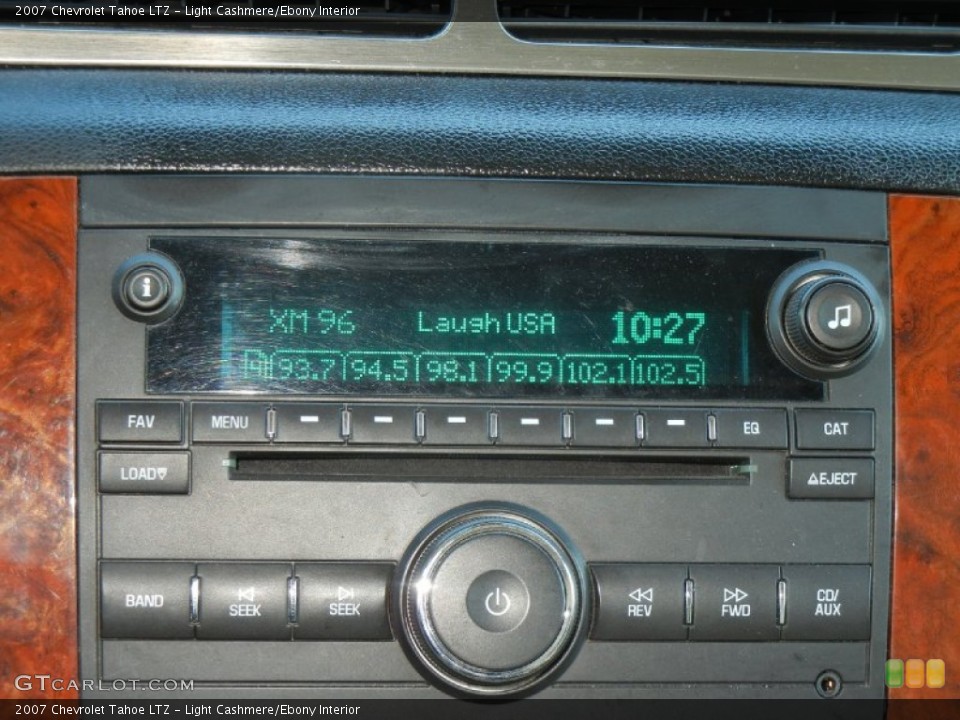 2007 Chevrolet Tahoe LTZ - Light Cashmere/Ebony Interior
i
XM 96 Laugh USA 10:27
93.7 94.5 98.1 99.9 102.1 102.5
FAV MENU EQ CAT
LOAD EJECT
BAND SEEK SEEK REV FWD CD/AUX
GTCARLOT.COM
2007 Chevrolet Tahoe LTZ - Light Cashmere/Ebony Interior